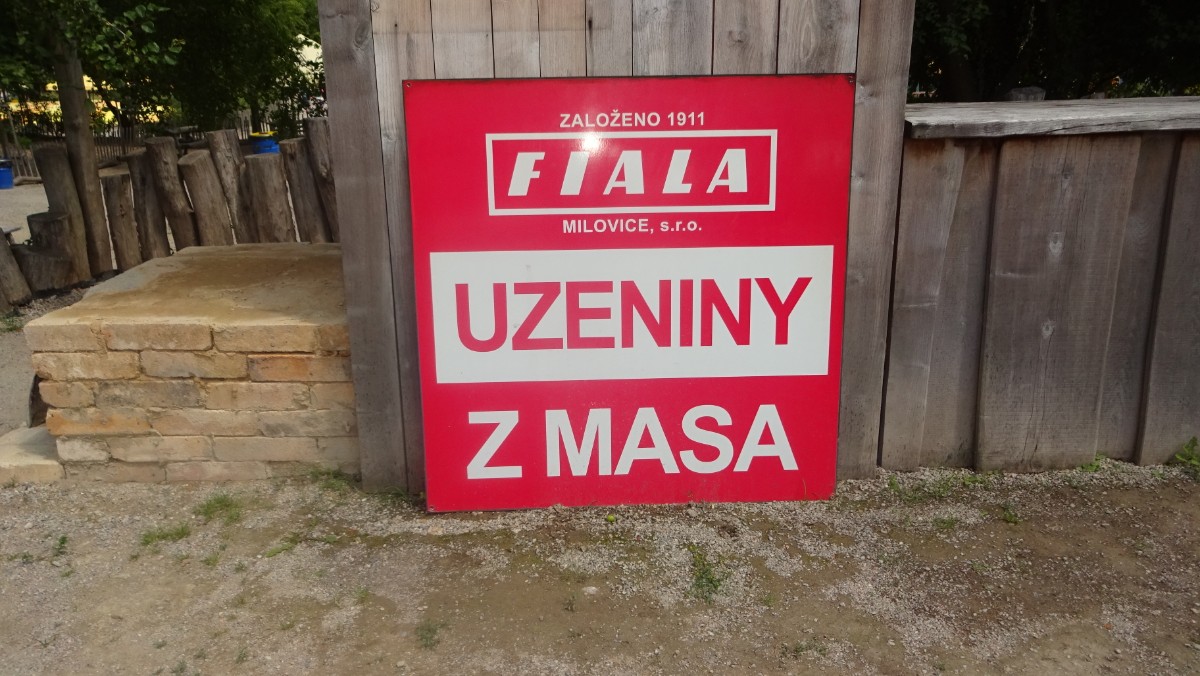 ZALOŽENO 1911
FIALA
MILOVICE, s.r.o.
UZENINY
Z MASA